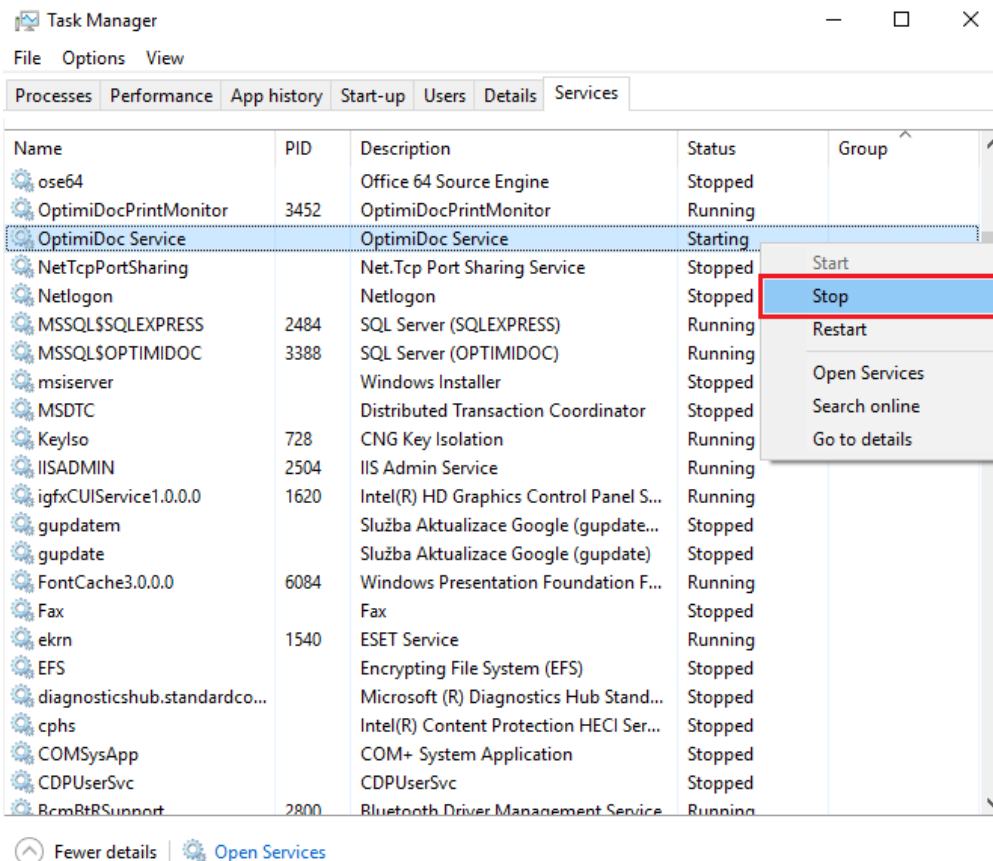 Task Manager
File Options View
Processes Performance App history Start-up Users Details Services
Name PID Description Status Group
ose64 Office 64 Source Engine Stopped
OptimiDocPrintMonitor 3452 OptimiDocPrintMonitor Running
OptimiDoc Service OptimiDoc Service Starting
NetTcpPortSharing Net.Tcp Port Sharing Service Stopped
Start
Netlogon Netlogon Stopped
Stop
MSSQL$SQLEXPRESS 2484 SQL Server (SQLEXPRESS) Running
Restart
MSSQL$OPTIMIDOC 3388 SQL Server (OPTIMIDOC) Running
Open Services
msiserver Windows Installer Stopped
Search online
MSDTC Distributed Transaction Coordinator Stopped
Go to details
KeyIso 728 CNG Key Isolation Running
IISADMIN 2504 IIS Admin Service Running
igfxCUIService1.0.0.0 1620 Intel(R) HD Graphics Control Panel S... Running
gupdatem Služba Aktualizace Google (gupdate... Stopped
gupdate Služba Aktualizace Google (gupdate) Stopped
FontCache3.0.0.0 6084 Windows Presentation Foundation F... Running
Fax Fax Stopped
ekrn 1540 ESET Service Running
EFS Encrypting File System (EFS) Stopped
diagnosticshub.standardco... Microsoft (R) Diagnostics Hub Stand... Stopped
cphs Intel(R) Content Protection HECI Ser... Stopped
COMSysApp COM+ System Application Stopped
CDPUserSvc CDPUserSvc Stopped
BcmBtRSupport 2800 Bluetooth Driver Management Service Running
Fewer details Open Services